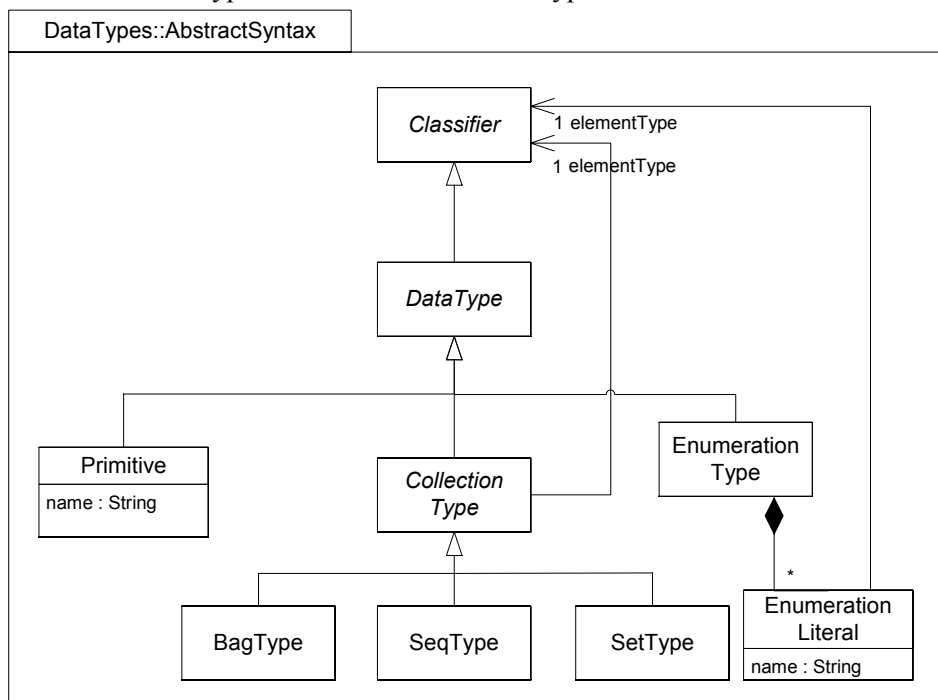 DataTypes::AbstractSyntax
Classifier
1 elementType
1 elementType
DataType
Primitive
name : String
Collection
Type
Enumeration
Type
*
BagType
SeqType
SetType
Enumeration
Literal
name : String